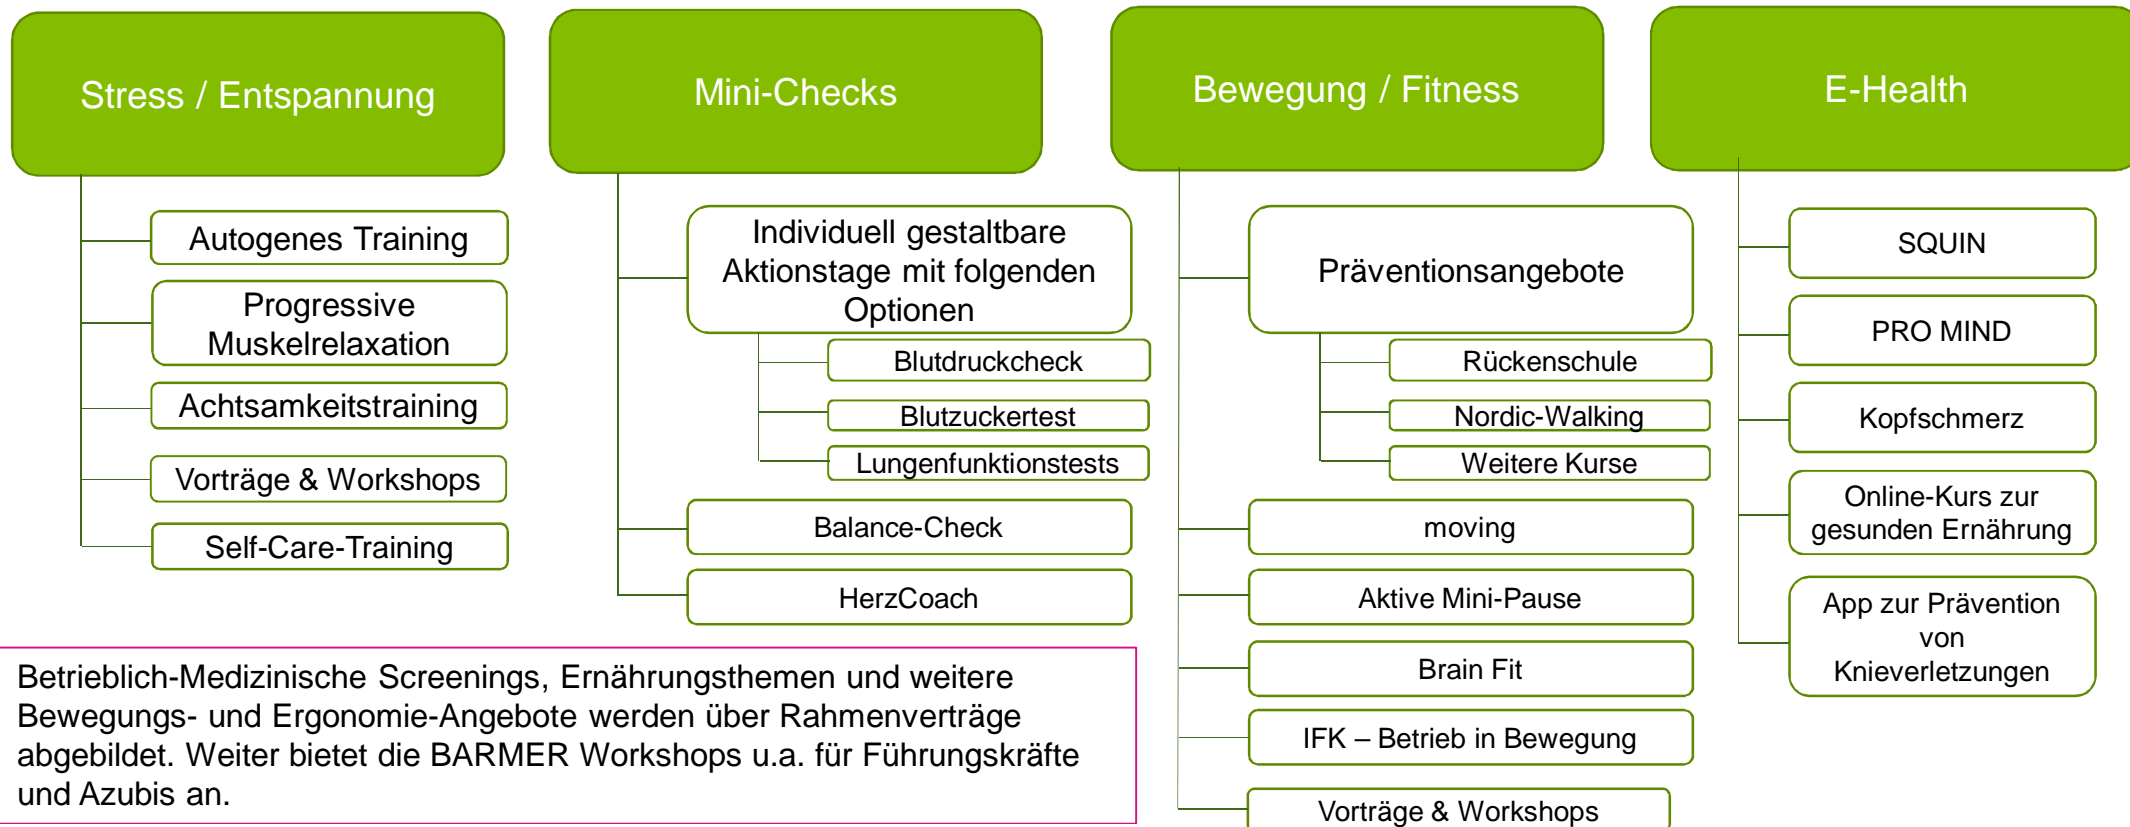 Stress / Entspannung
Autogenes Training
Progressive
Muskelrelaxation
Achtsamkeitstraining
Vorträge & Workshops
Self-Care-Training
Mini-Checks
Individuell gestaltbare
Aktionstage mit folgenden
Optionen
Blutdruckcheck
Blutzuckertest
Lungenfunktionstests
Balance-Check
HerzCoach
Bewegung / Fitness
Präventionsangebote
Rückenschule
Nordic-Walking
Weitere Kurse
moving
Aktive Mini-Pause
Brain Fit
IFK – Betrieb in Bewegung
Vorträge & Workshops
E-Health
SQUIN
PRO MIND
Kopfschmerz
Online-Kurs zur
gesunden Ernährung
App zur Prävention
von
Knieverletzungen
Betrieblich-Medizinische Screenings, Ernährungsthemen und weitere
Bewegungs- und Ergonomie-Angebote werden über Rahmenverträge
abgebildet. Weiter bietet die BARMER Workshops u.a. für Führungskräfte
und Azubis an.